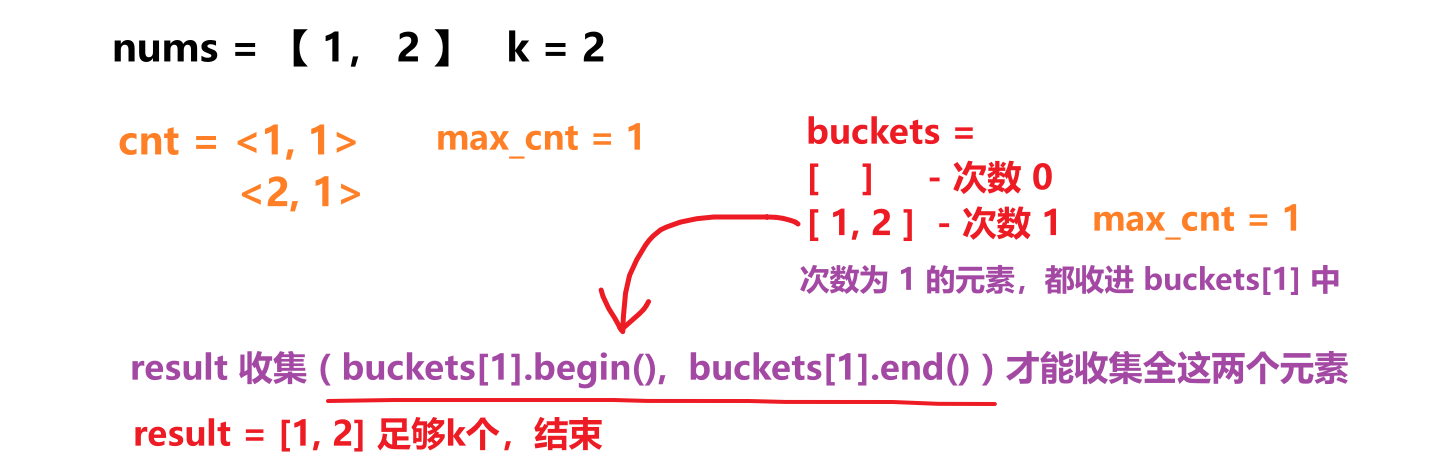 nums = 【 1， 2 】 k = 2
cnt = <1, 1>
<2, 1>
max_cnt = 1
buckets =
[ ] - 次数 0
[ 1, 2 ] - 次数 1 max_cnt = 1
次数为 1 的元素，都收进 buckets[1] 中
result 收集 ( buckets[1].begin(), buckets[1].end() ) 才能收集全这两个元素
result = [1, 2] 足够k个，结束